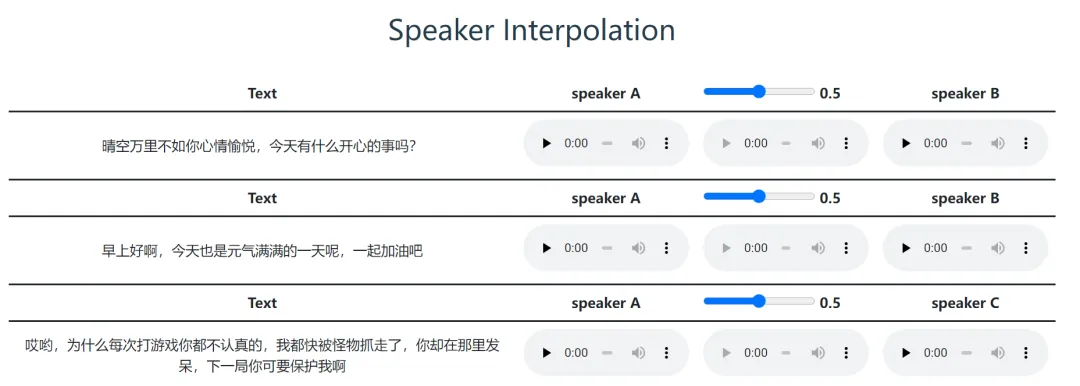 Speaker Interpolation
Text speaker A 0.5 speaker B
晴空万里不如你心情愉悦，今天有什么开心的事吗？ 0:00 0:00 0:00
Text speaker A 0.5 speaker B
早上好啊，今天也是元气满满的一天呢，一起加油吧 0:00 0:00 0:00
Text speaker A 0.5 speaker C
哎哟，为什么每次打游戏你都不认真的，我都快被怪物抓走了，你却在那里发
呆，下一局你可要保护我啊
0:00 0:00 0:00